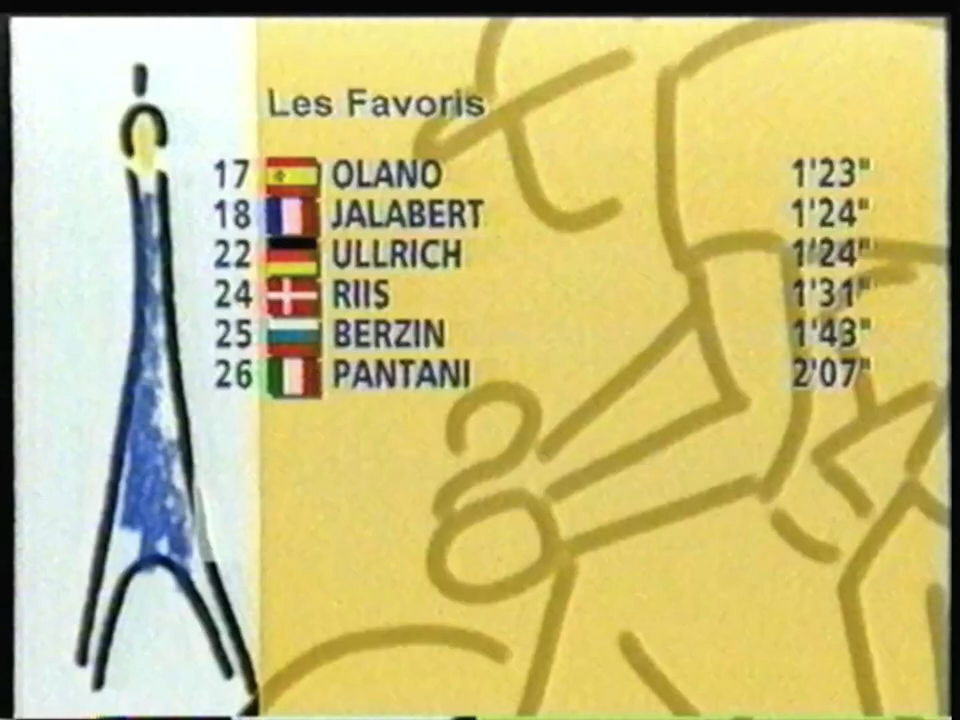 Les Favoris
17 OLANO 1'23"
18 JALABERT 1'24"
22 ULLRICH 1'24"
24 RIIS 1'31"
25 BERZIN 1'43"
26 PANTANI 2'07"